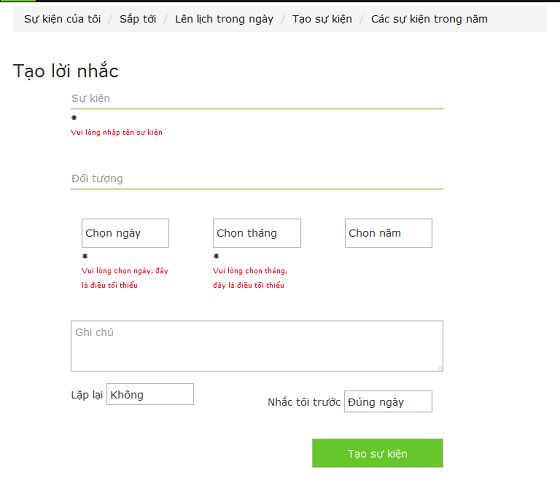 Sự kiện của tôi / Sắp tới / Lên lịch trong ngày / Tạo sự kiện / Các sự kiện trong năm
Tạo lời nhắc
Sự kiện
*
Vui lòng nhập tên sự kiện
Đối tượng
Chọn ngày Chọn tháng Chọn năm
* *
Vui lòng chọn ngày, đây Vui lòng chọn tháng,
là điều tối thiểu đây là điều tối thiểu
Ghi chú
Lặp lại Không Nhắc tôi trước Đúng ngày
Tạo sự kiện